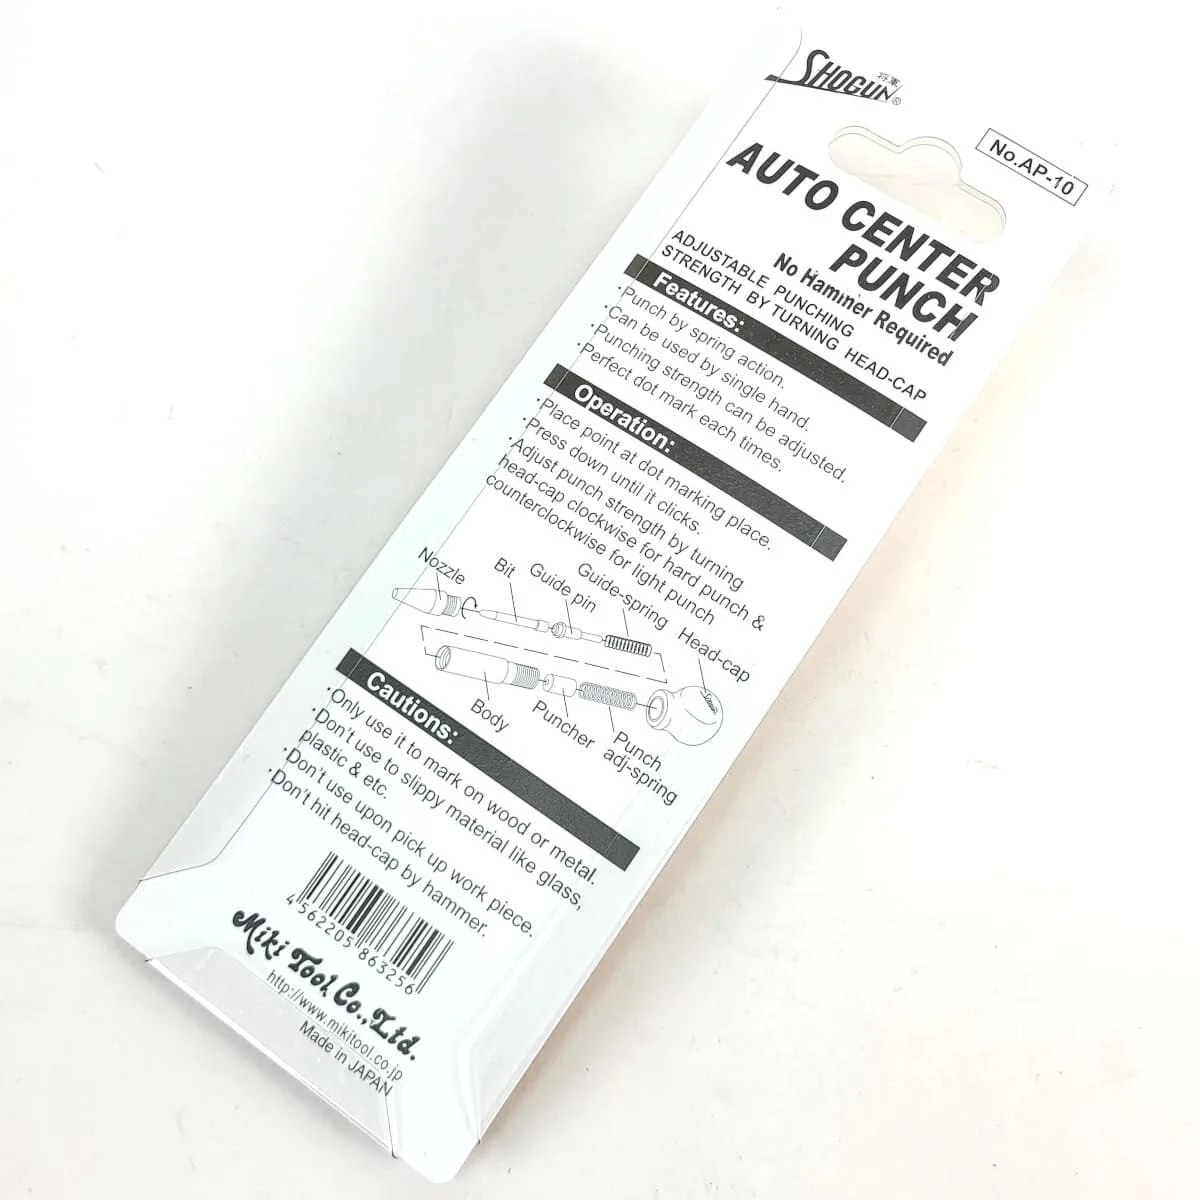 SHOGUN 将軍 ®
No.AP-10
AUTO CENTER
PUNCH
No Hammer Required
ADJUSTABLE PUNCHING
STRENGTH BY TURNING HEAD-CAP
Features:
·Punch by spring action.
·Can be used by single hand.
·Punching strength can be adjusted.
·Perfect dot mark each times.
Operation:
·Place point at dot marking place.
·Press down until it clicks.
·Adjust punch strength by turning
head-cap clockwise for hard punch &
counterclockwise for light punch
Nozzle
Bit
Guide pin
Guide-spring
Head-cap
Body
Puncher
Punch
adj-spring
Cautions:
·Only use it to mark on wood or metal.
·Don't use to slippery material like glass,
plastic & etc.
·Don't use upon pick up work piece.
·Don't hit head-cap by hammer.
4 562205 863256
Miki Tool Co., Ltd.
http://www.mikitool.co.jp
Made in JAPAN